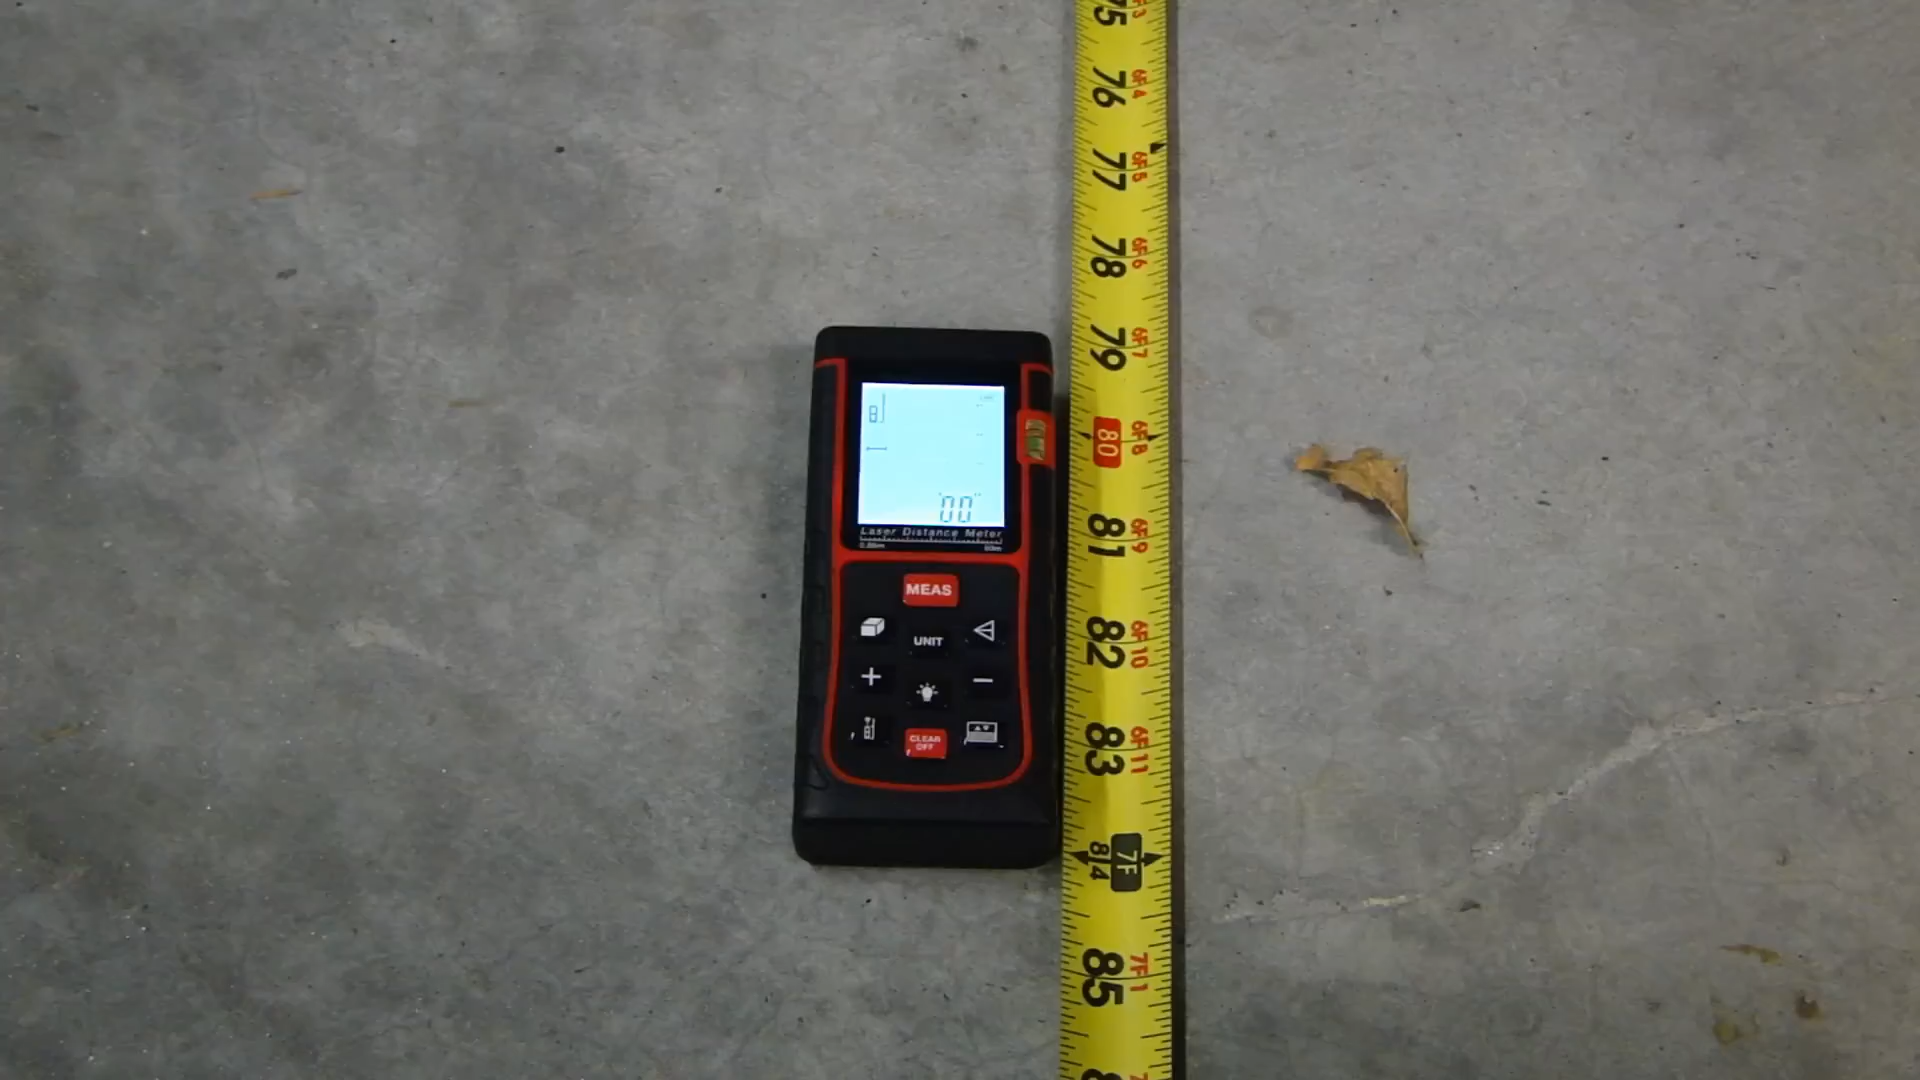 75 6F3
76 6F4
77 6F5
78 6F6
79 6F7
80 6F8
81 6F9
82 6F10
83 6F11
84 7F
85 7F1
00
Laser Distance Meter
MEAS
UNIT
+
−
CLEAR
OFF